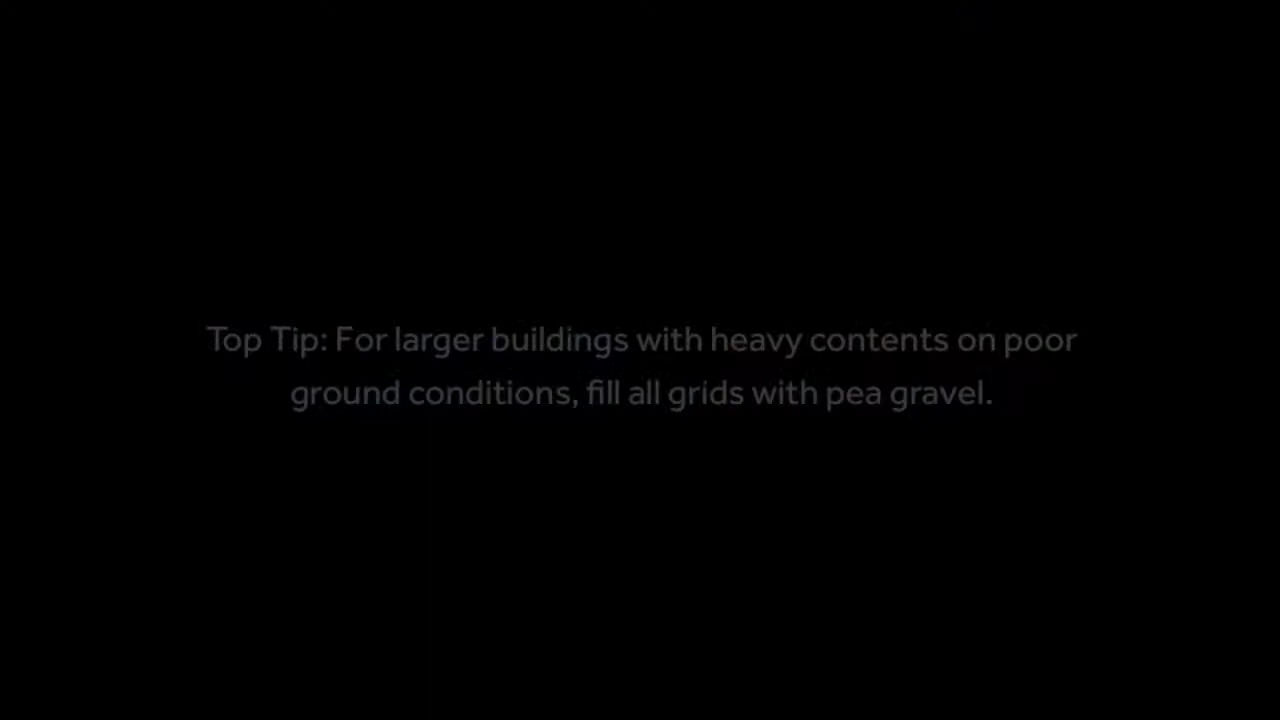 Top Tip: For larger buildings with heavy contents on poor
ground conditions, fill all grids with pea gravel.